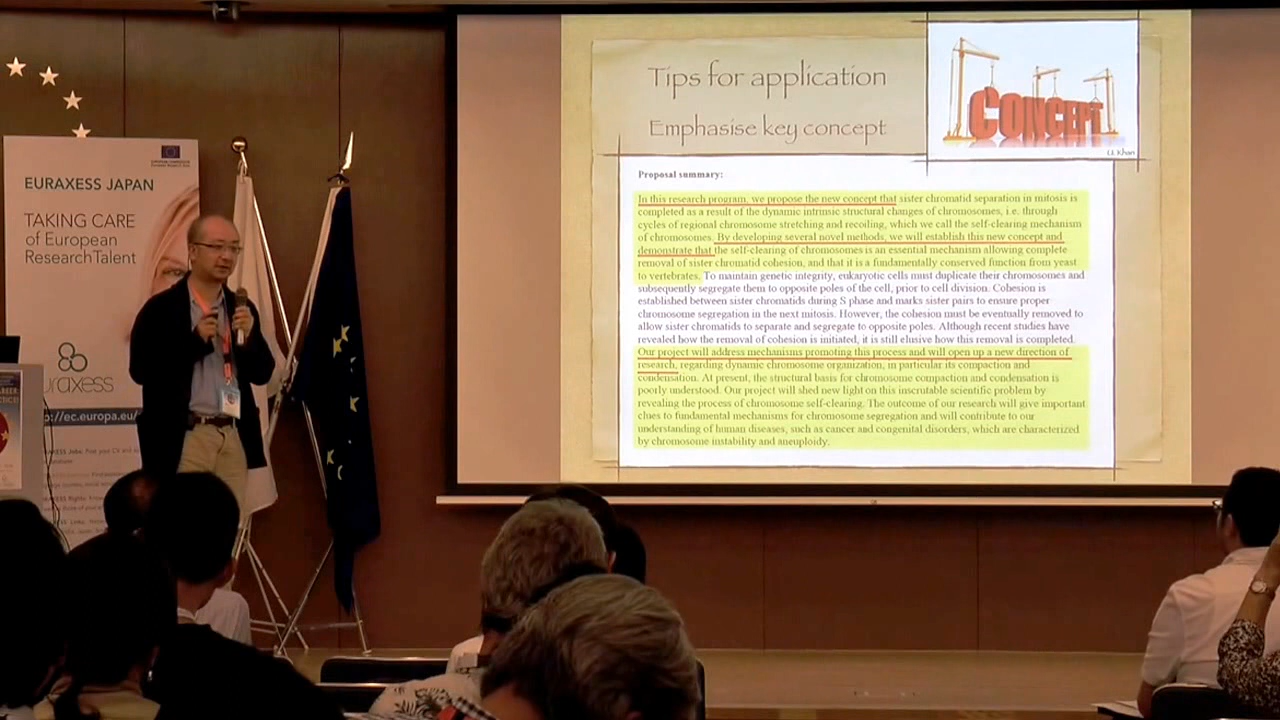 EURAXESS JAPAN
TAKING CARE
of European
Research Talent
uraxess
://ec.europa.eu/
Tips for application
Emphasise key concept
CONCEPT
I.I. Khan
Proposal summary:
In this research program, we propose the new concept that sister chromatid separation in mitosis is
completed as a result of the dynamic intrinsic structural changes of chromosomes, i.e. through
cycles of regional chromosome stretching and recoiling, which we call the self-clearing mechanism
of chromosomes. By developing several novel methods, we will establish this new concept and
demonstrate that the self-clearing of chromosomes is an essential mechanism allowing complete
removal of sister chromatid cohesion, and that it is a fundamentally conserved function from yeast
to vertebrates. To maintain genetic integrity, eukaryotic cells must duplicate their chromosomes and
subsequently segregate them to opposite poles of the cell, prior to cell division. Cohesion is
established between sister chromatids during S phase and marks sister pairs to ensure proper
chromosome segregation in the next mitosis. However, the cohesion must be eventually removed to
allow sister chromatids to separate and segregate to opposite poles. Although recent studies have
revealed how the removal of cohesion is initiated, it is still elusive how this removal is completed.
Our project will address mechanisms promoting this process and will open up a new direction of
research, regarding dynamic chromosome organization, in particular its compaction and
condensation. At present, the structural basis for chromosome compaction and condensation is
poorly understood. Our project will shed new light on this inscrutable scientific problem by
revealing the process of chromosome self-clearing. The outcome of our research will give important
clues to fundamental mechanisms for chromosome segregation and will contribute to our
understanding of human diseases, such as cancer and congenital disorders, which are characterized
by chromosome instability and aneuploidy.